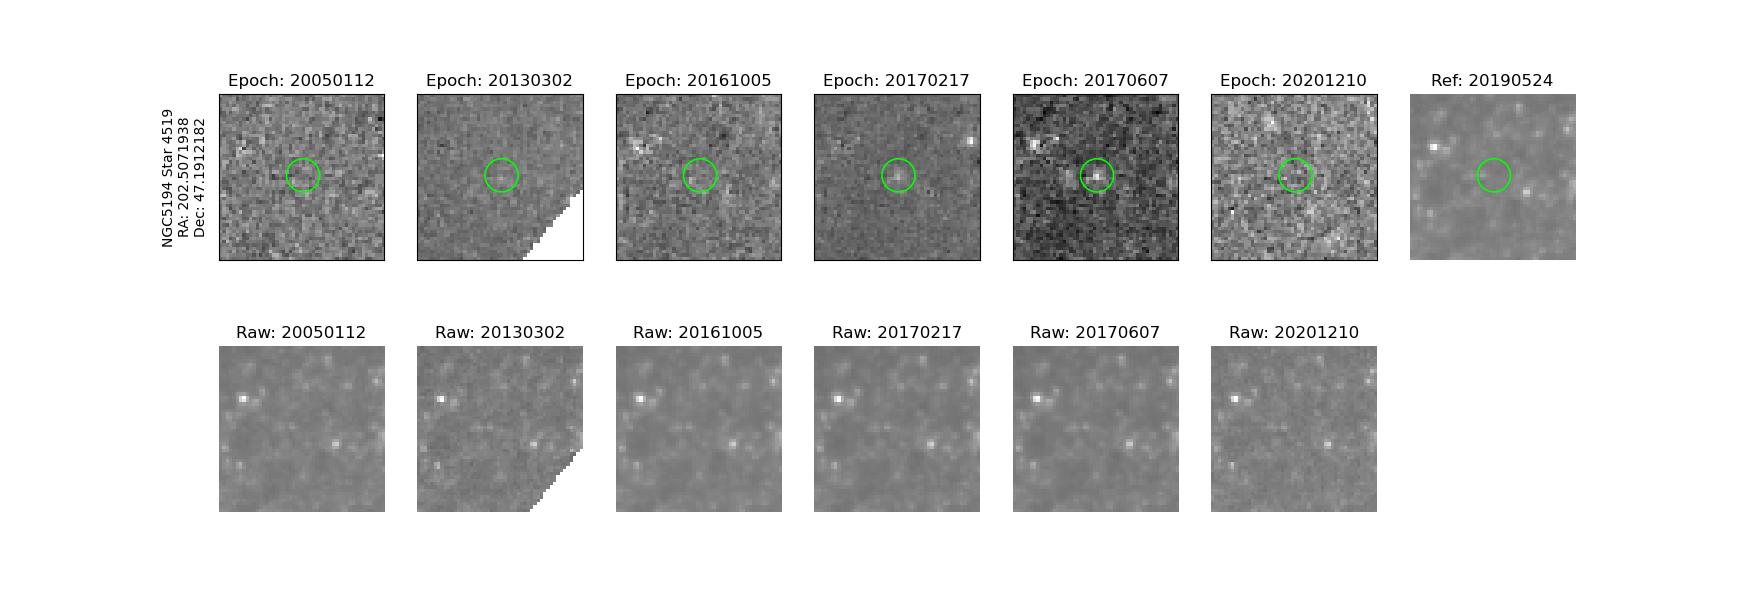 Epoch: 20050112
Epoch: 20130302
Epoch: 20161005
Epoch: 20170217
Epoch: 20170607
Epoch: 20201210
Ref: 20190524
NGC5194 Star 4519
RA: 202.5071938
Dec: 47.1912182
Raw: 20050112
Raw: 20130302
Raw: 20161005
Raw: 20170217
Raw: 20170607
Raw: 20201210